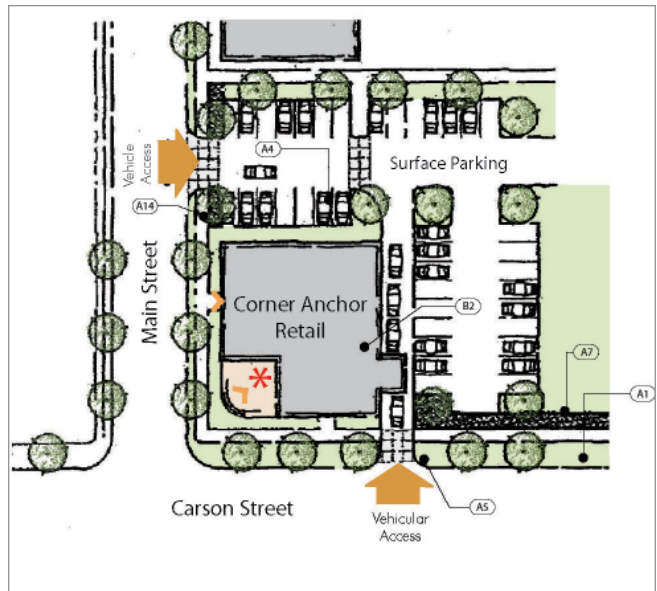 Vehicle
Access
A4
Surface Parking
A14
Main Street
Corner Anchor
Retail
B2
A7
A1
A5
Carson Street
Vehicular
Access